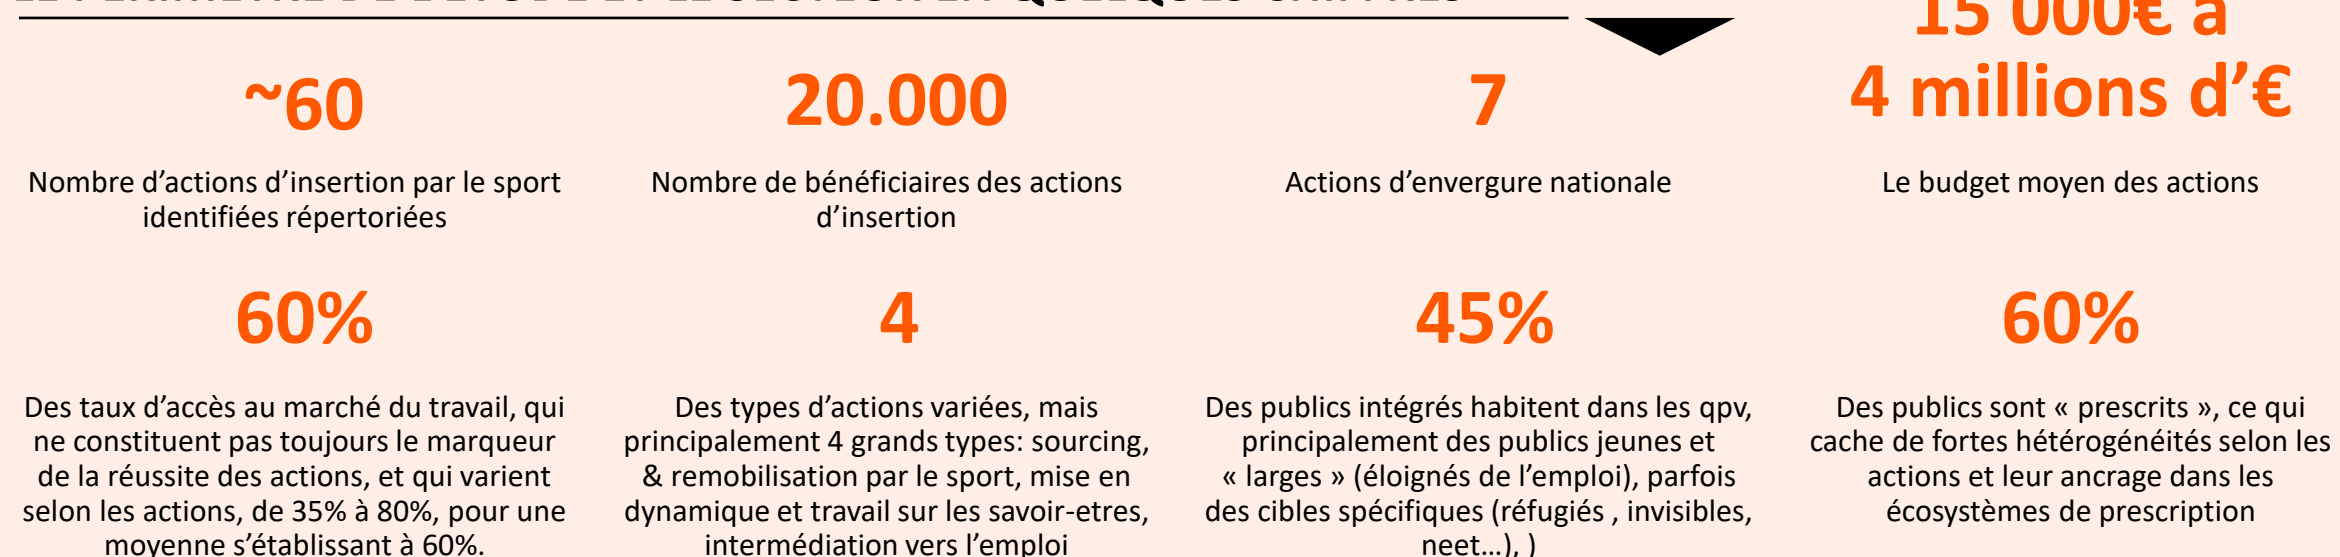 15 000€ à
4 millions d’€
~60
Nombre d’actions d’insertion par le sport
identifiées répertoriées
20.000
Nombre de bénéficiaires des actions
d’insertion
7
Actions d’envergure nationale
Le budget moyen des actions
60%
Des taux d’accès au marché du travail, qui
ne constituent pas toujours le marqueur
de la réussite des actions, et qui varient
selon les actions, de 35% à 80%, pour une
moyenne s’établissant à 60%.
4
Des types d’actions variées, mais
principalement 4 grands types: sourcing,
& remobilisation par le sport, mise en
dynamique et travail sur les savoir-etres,
intermédiation vers l’emploi
45%
Des publics intégrés habitent dans les qpv,
principalement des publics jeunes et
« larges » (éloignés de l’emploi), parfois
des cibles spécifiques (réfugiés , invisibles,
neet…), )
60%
Des publics sont « prescrits », ce qui
cache de fortes hétérogénéités selon les
actions et leur ancrage dans les
écosystèmes de prescription